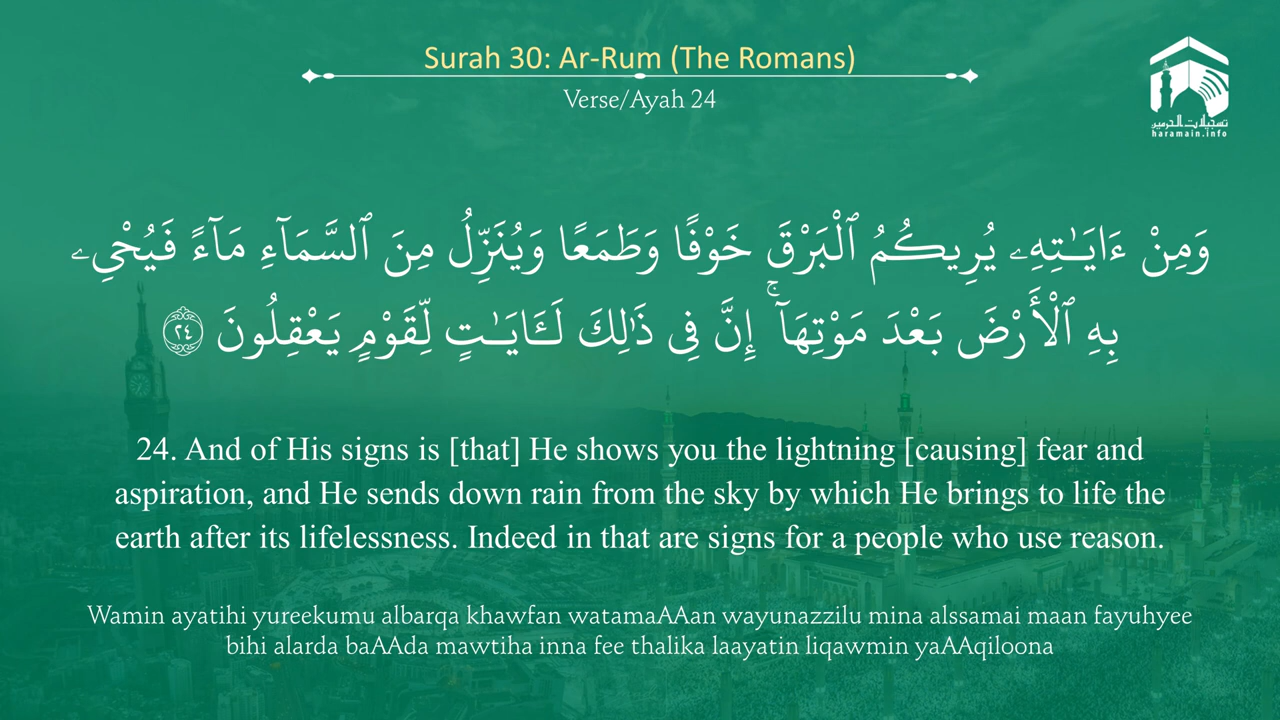 Surah 30: Ar-Rum (The Romans)
Verse/Ayah 24
تسجيلات الحرمين
haramain.info
وَمِنْ ءَايَـٰتِهِۦ يُرِيكُمُ ٱلْبَرْقَ خَوْفًا وَطَمَعًا وَيُنَزِّلُ مِنَ ٱلسَّمَآءِ مَآءً فَيُحْىِۦ
بِهِ ٱلْأَرْضَ بَعْدَ مَوْتِهَآ ۚ إِنَّ فِى ذَٰلِكَ لَـَٔايَـٰتٍ لِّقَوْمٍ يَعْقِلُونَ ٢٤
24. And of His signs is [that] He shows you the lightning [causing] fear and
aspiration, and He sends down rain from the sky by which He brings to life the
earth after its lifelessness. Indeed in that are signs for a people who use reason.
Wamin ayatihi yureekumu albarqa khawfan watamaAAan wayunazzilu mina alssamai maan fayuhyee
bihi alarda baAAda mawtiha inna fee thalika laayatin liqawmin yaAAqiloona